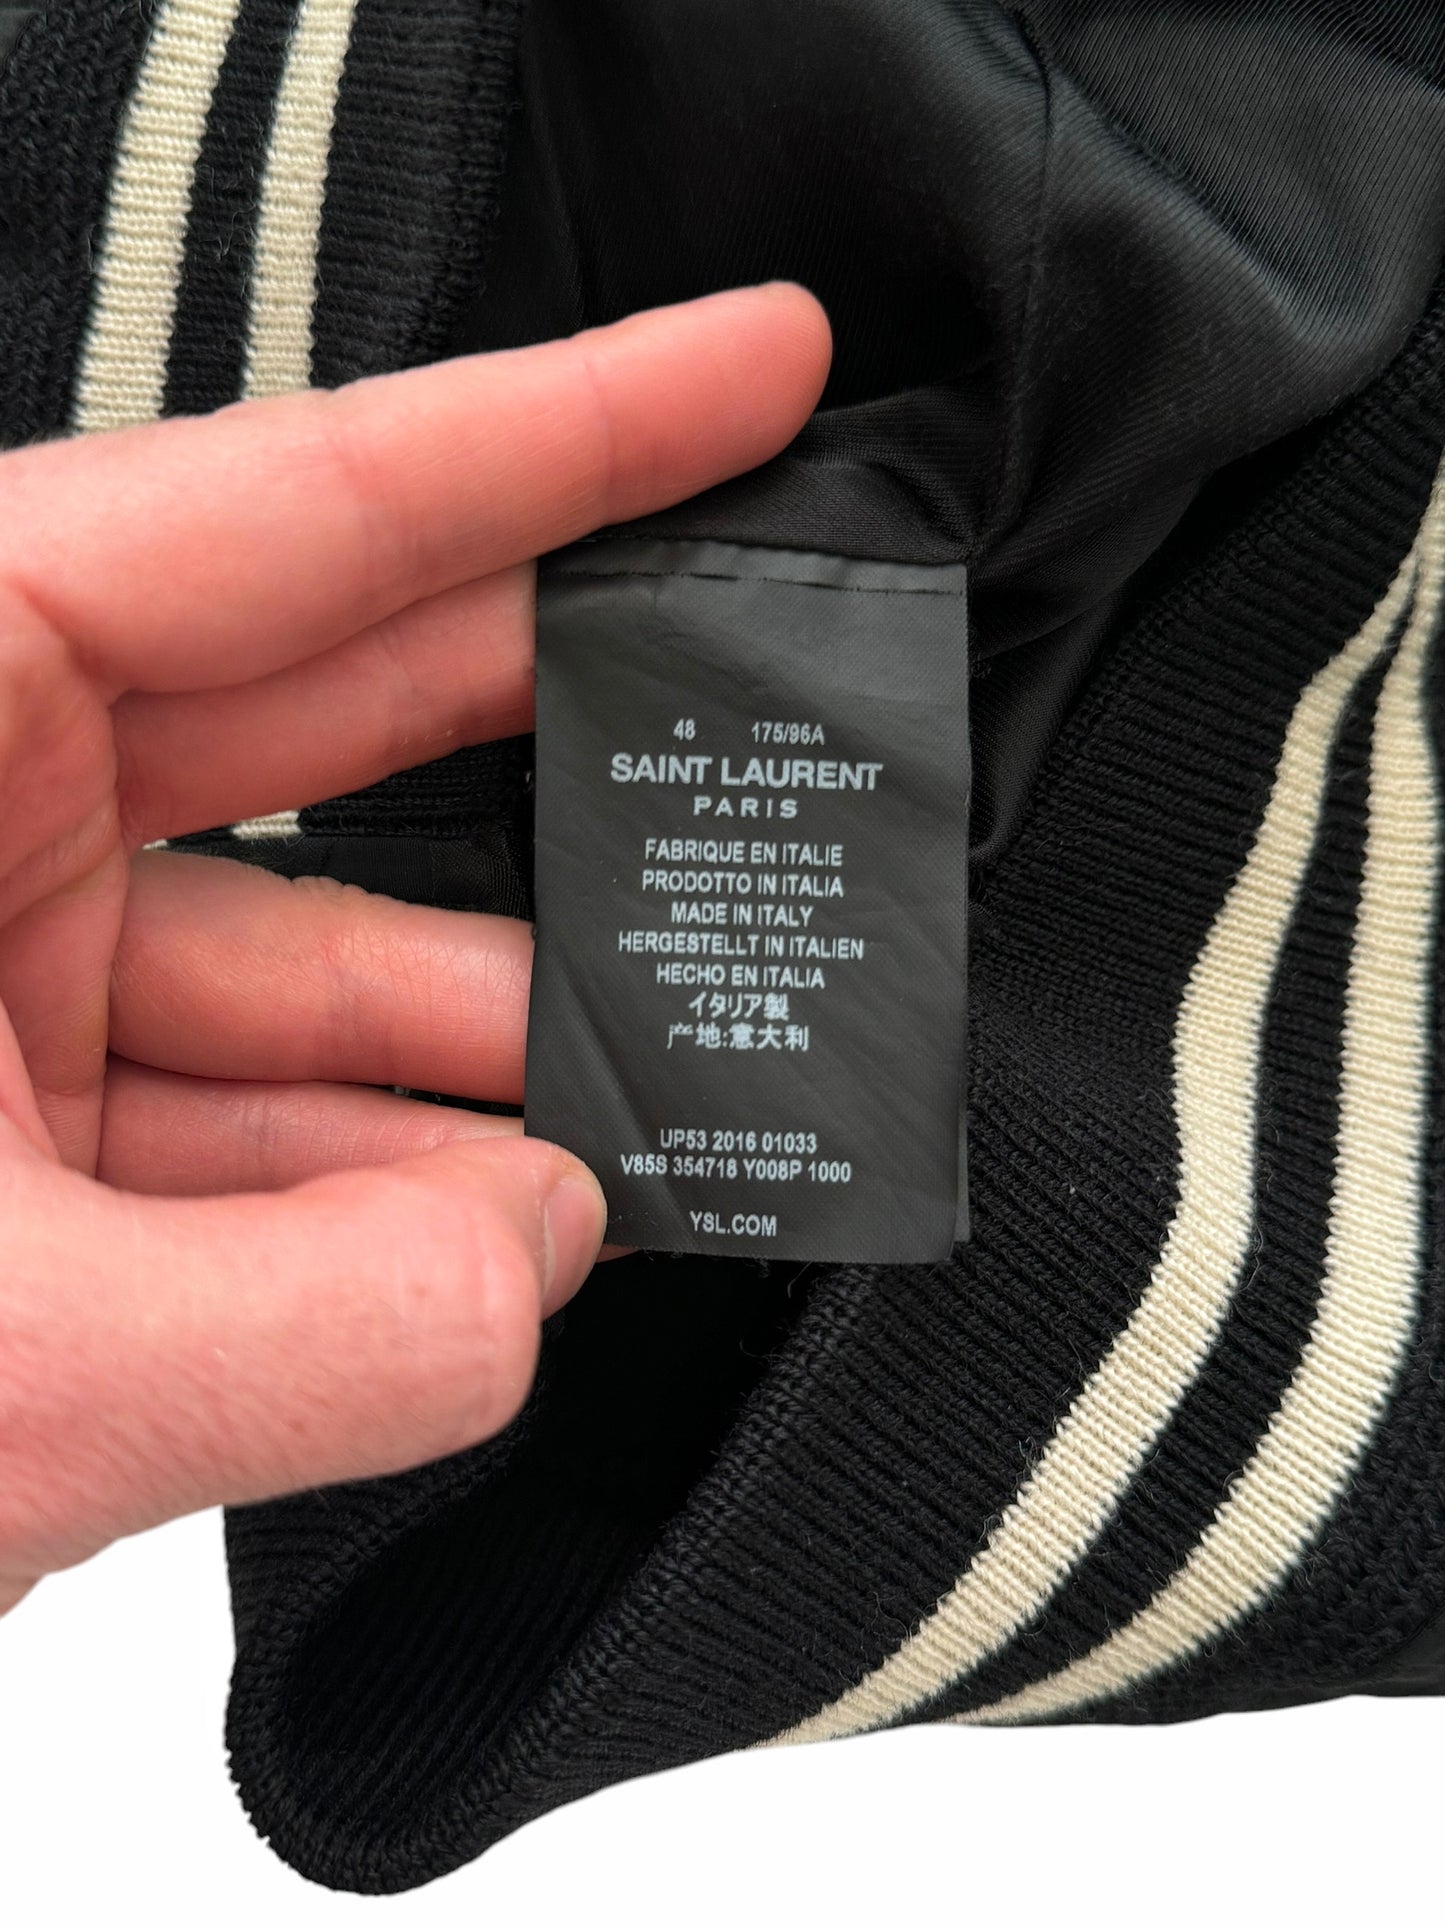 48 175/96A
SAINT LAURENT
PARIS
FABRIQUE EN ITALIE
PRODOTTO IN ITALIA
MADE IN ITALY
HERGESTELLT IN ITALIEN
HECHO EN ITALIA
イタリア製
产地:意大利
UP53 2016 01033
V85S 354718 Y008P 1000
YSL.COM